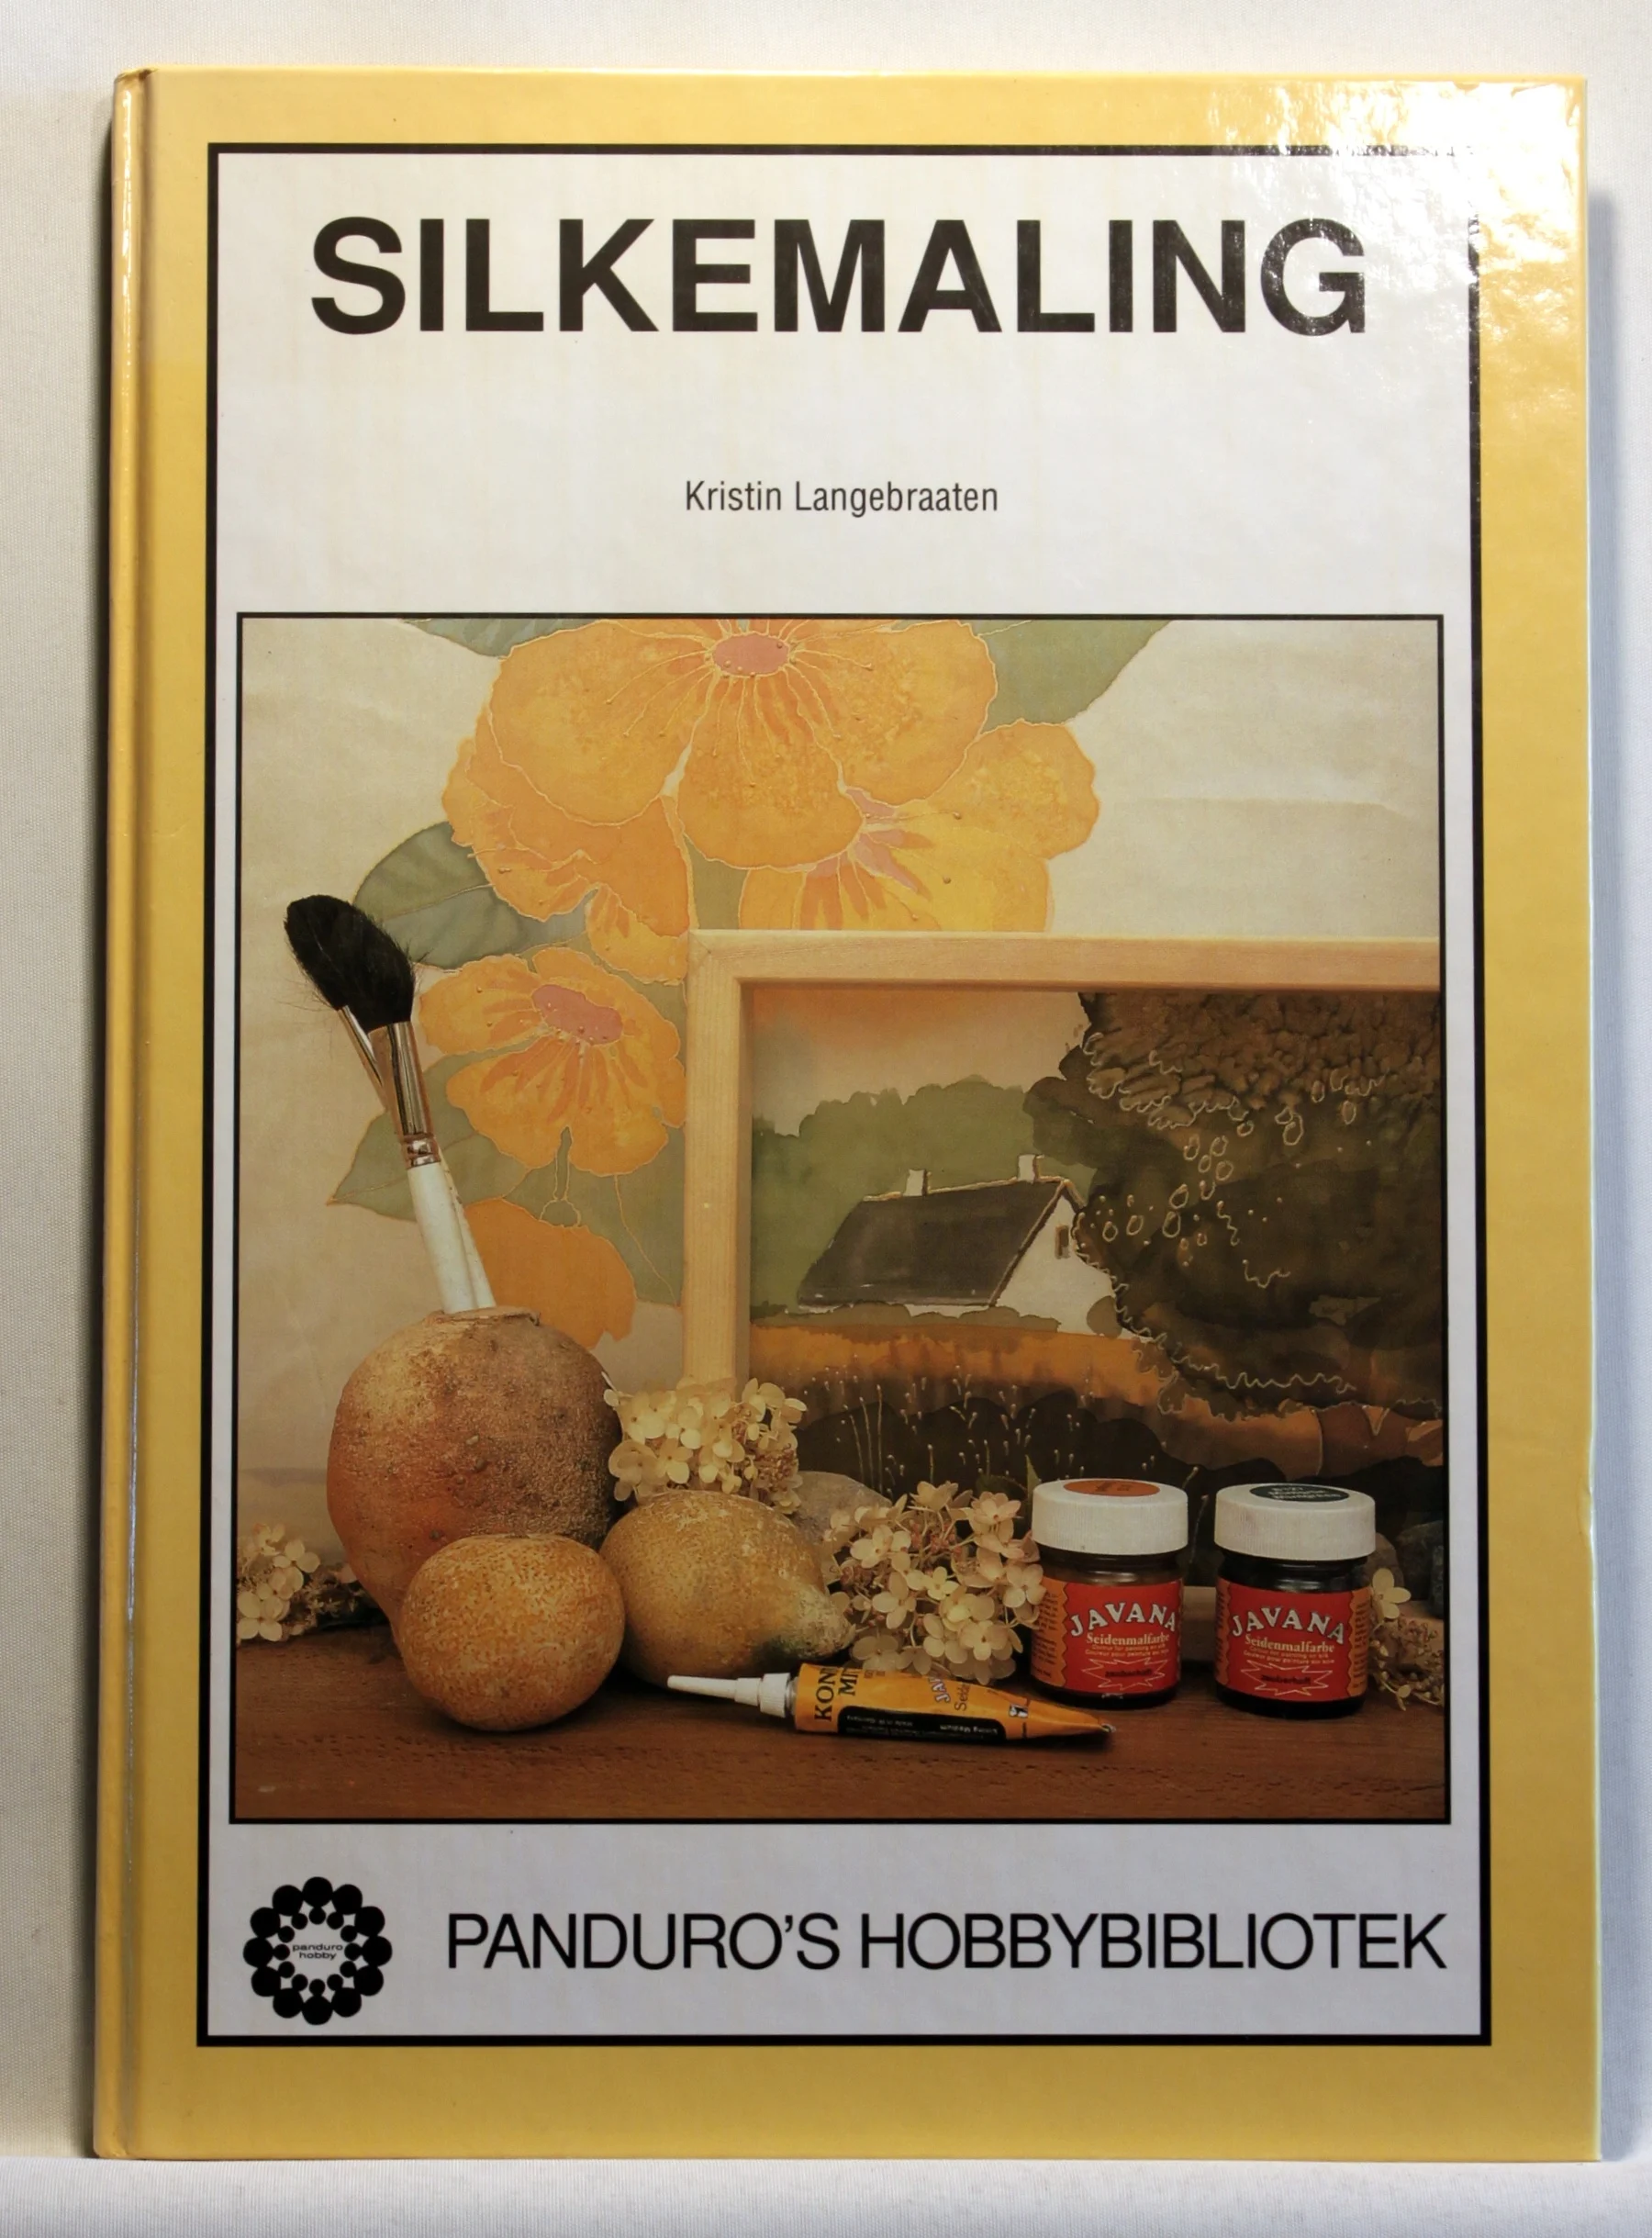 SILKEMALING
Kristin Langebraaten
JAVANA
Seidenmalfarbe
JAVANA
Seidenmalfarbe
PANDURO'S HOBBYBIBLIOTEK
panduro
hobby